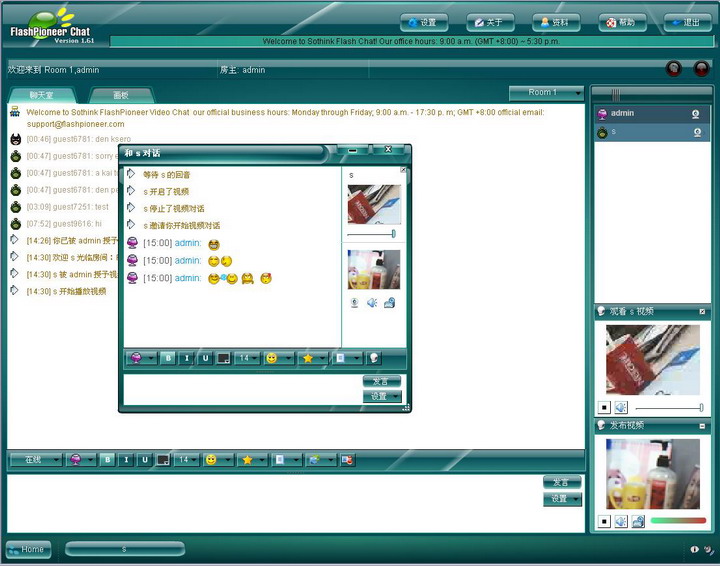 FlashPioneer Chat
Version 1.61
设置
关于
资料
帮助
退出
Welcome to Sothink Flash Chat! Our office hours: 9:00 a.m. (GMT +8:00) ~ 5:30 p.m.
欢迎来到 Room 1,admin
房主: admin
聊天室
画板
Room 1
Welcome to Sothink FlashPioneer Video Chat. our official business hours: Monday through Friday, 9:00 a.m. - 17:30 p. m; GMT +8:00 official email:
support@flashpioneer.com
[00:46] guest6781: den ksero
[00:47] guest6781: sorry
[00:47] guest6781: a kai
[00:47] guest6781: den
[03:09] guest7251: test
[07:52] guest9616: hi
[14:26] 你已被 admin 授予
[14:30] 欢迎 s 光临房间:
[14:30] s 被 admin 授予视
[14:30] s 开始播放视频
和 s 对话
等待 s 的回音
s 开启了视频
s 停止了视频对话
s 邀请你开始视频对话
[15:00] admin:
[15:00] admin:
[15:00] admin:
s
B I U 14
发言
设置
admin
s
观看 s 视频
发布视频
在线
B I U 14
发言
设置
Home
s